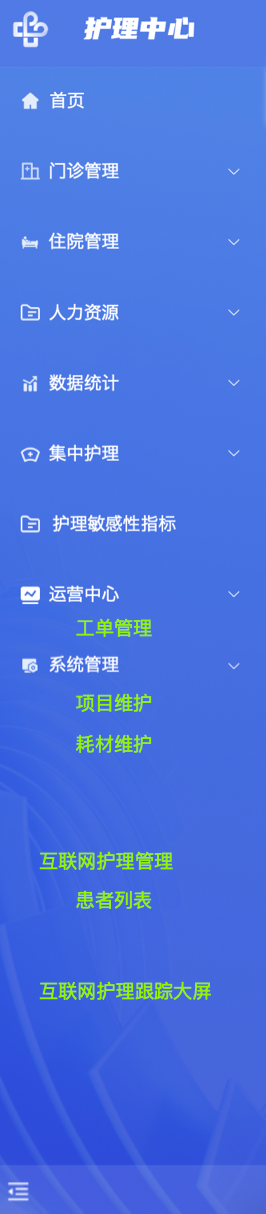 护理中心
首页
门诊管理
住院管理
人力资源
数据统计
集中护理
护理敏感性指标
运营中心
工单管理
系统管理
项目维护
耗材维护
互联网护理管理
患者列表
互联网护理跟踪大屏